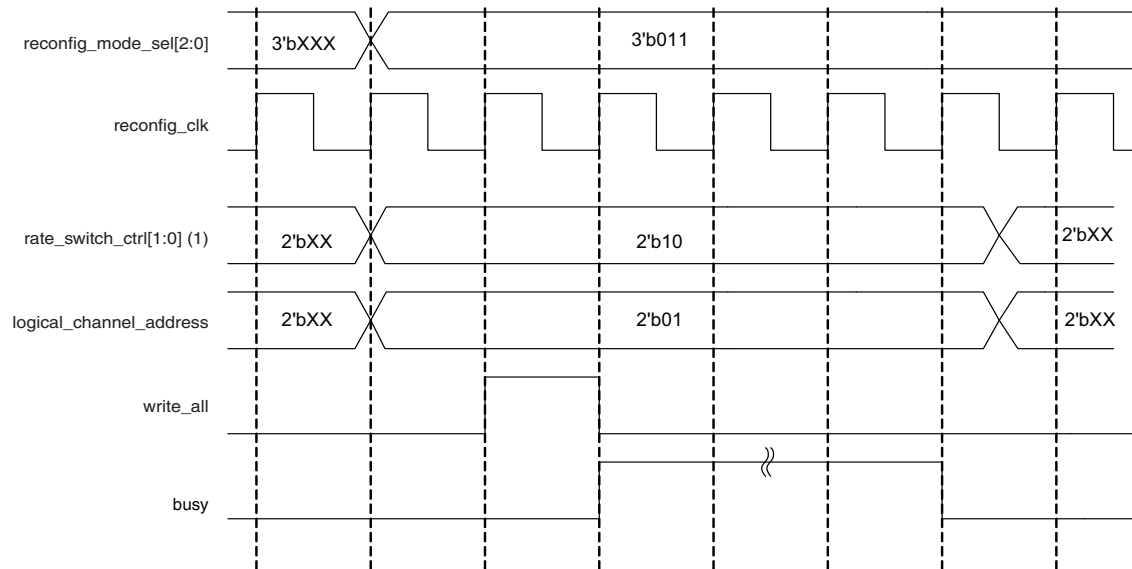 reconfig_mode_sel[2:0] 3'bXXX 3'b011
reconfig_clk
rate_switch_ctrl[1:0] (1) 2'bXX 2'b10 2'bXX
logical_channel_address 2'bXX 2'b01 2'bXX
write_all
busy